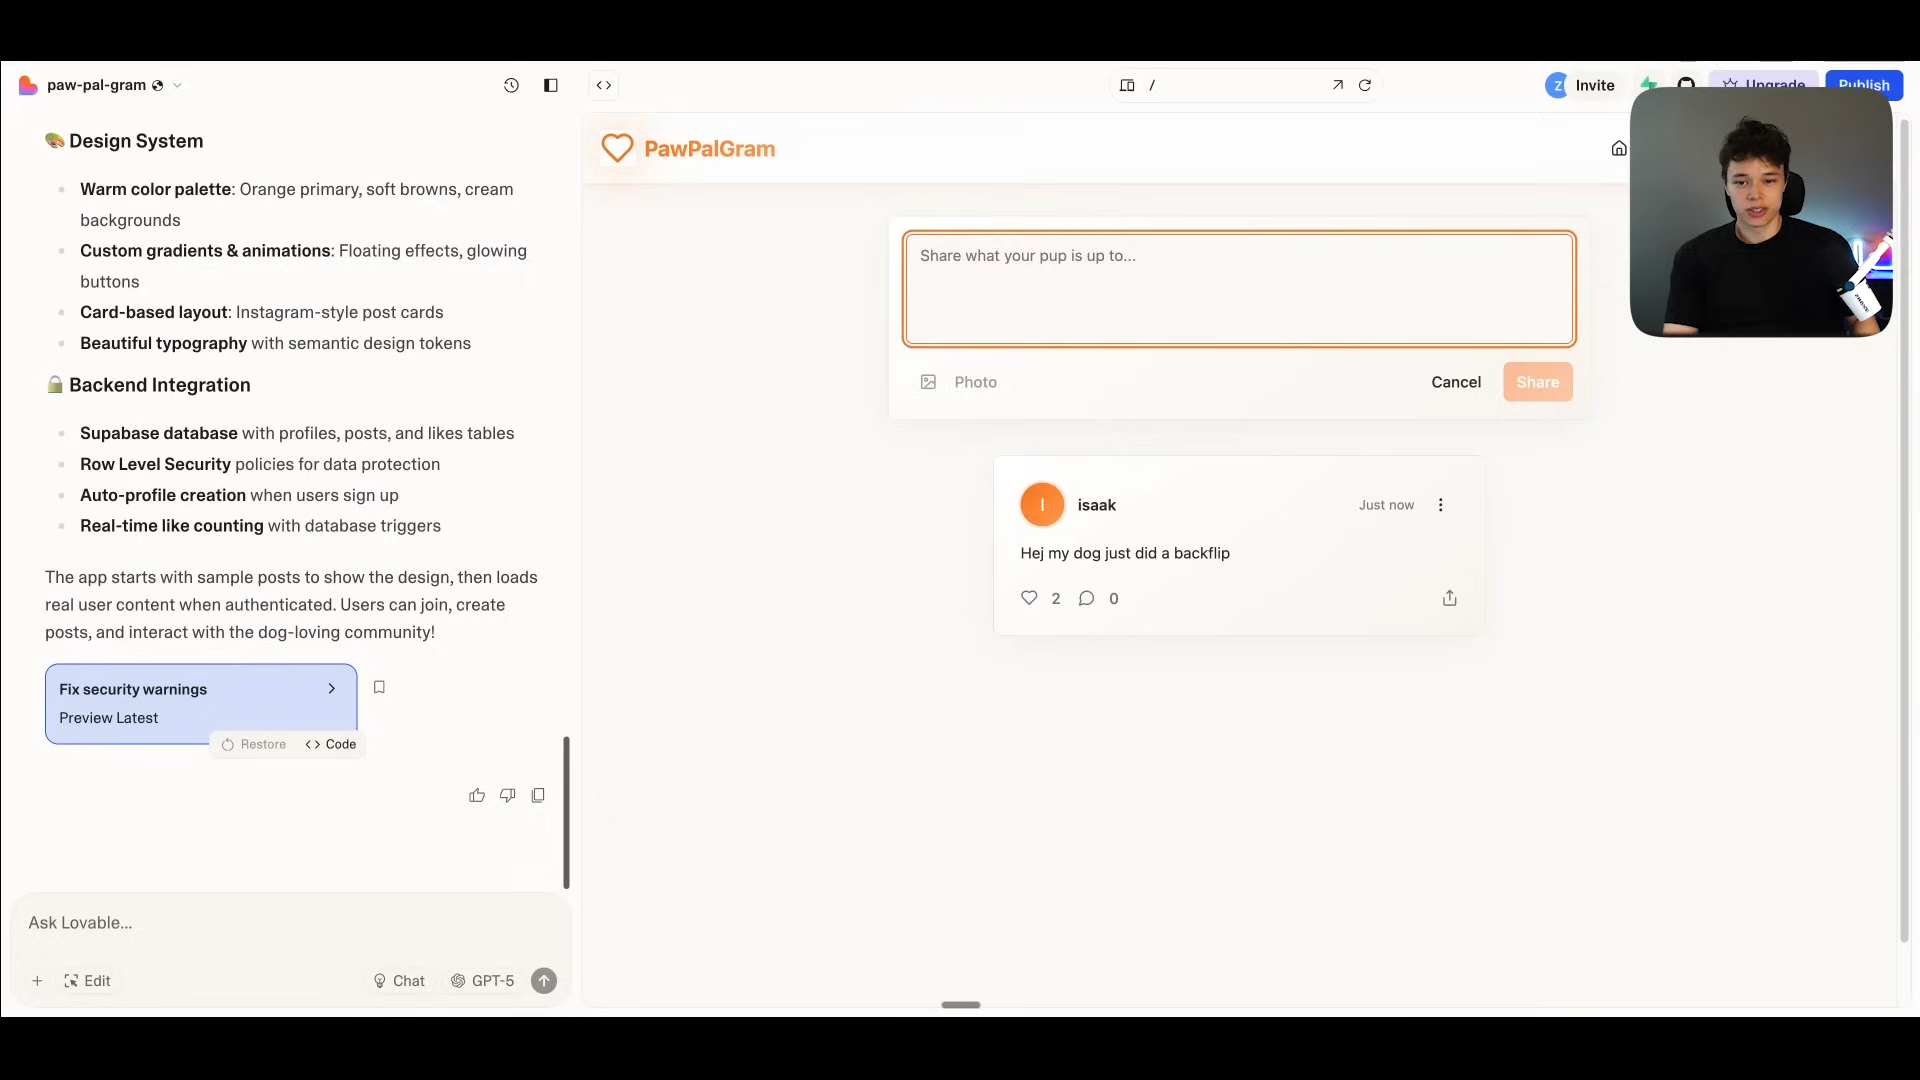 paw-pal-gram
/
Z
Invite
Upgrade
Publish
🎨 Design System
Warm color palette: Orange primary, soft browns, cream
backgrounds
Custom gradients & animations: Floating effects, glowing
buttons
Card-based layout: Instagram-style post cards
Beautiful typography with semantic design tokens
🔒 Backend Integration
Supabase database with profiles, posts, and likes tables
Row Level Security policies for data protection
Auto-profile creation when users sign up
Real-time like counting with database triggers
The app starts with sample posts to show the design, then loads
real user content when authenticated. Users can join, create
posts, and interact with the dog-loving community!
Fix security warnings
Preview Latest
Restore
Code
Ask Lovable...
Edit
Chat
GPT-5
PawPalGram
Share what your pup is up to...
Photo
Cancel
Share
I
isaak
Just now
Hej my dog just did a backflip
2
0